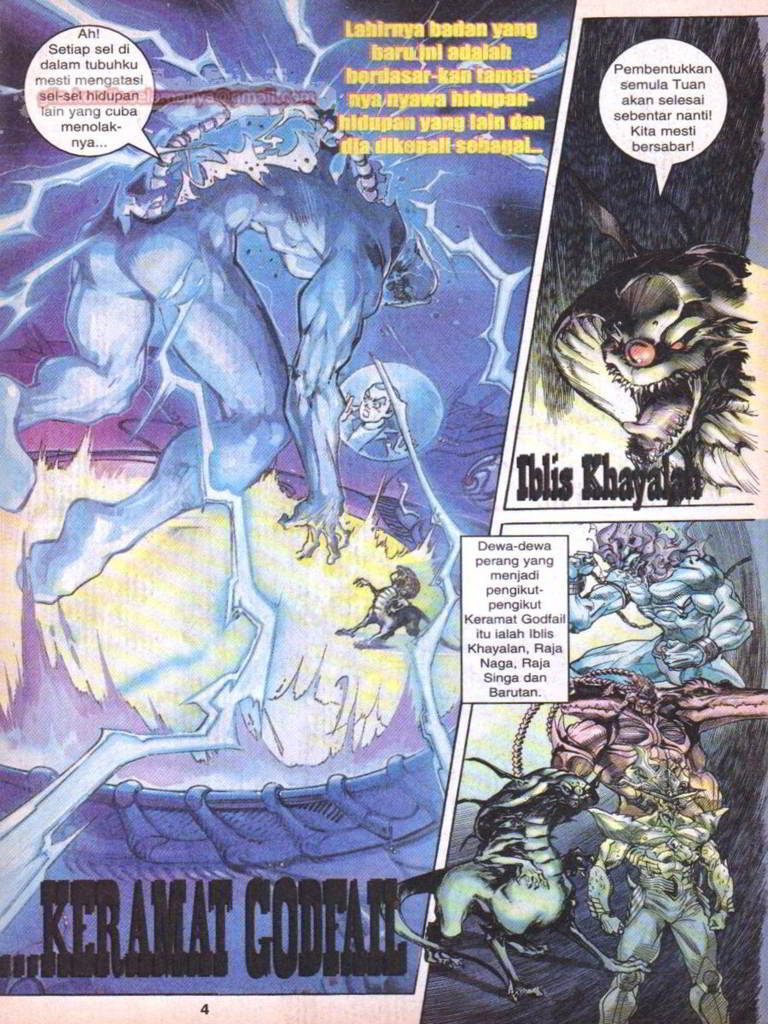 Ah!
Setiap sel di
dalam tubuhku
mesti mengatasi
sel-sel hidupan
lain yang cuba
menolak-
nya...
Lahirnya badan yang
baru ini adalah
berdasar-kan tamat-
nya nyawa hidupan-
hidupan yang lain dan
dia dikenali sebagai...
Pembentukkan
semula Tuan
akan selesai
sebentar nanti!
Kita mesti
bersabar!
Iblis Khayalan
Dewa-dewa
perang yang
menjadi
pengikut-
pengikut
Keramat Godfail
itu ialah Iblis
Khayalan, Raja
Naga, Raja
Singa dan
Barutan.
...KERAMAT GODFAIL
4